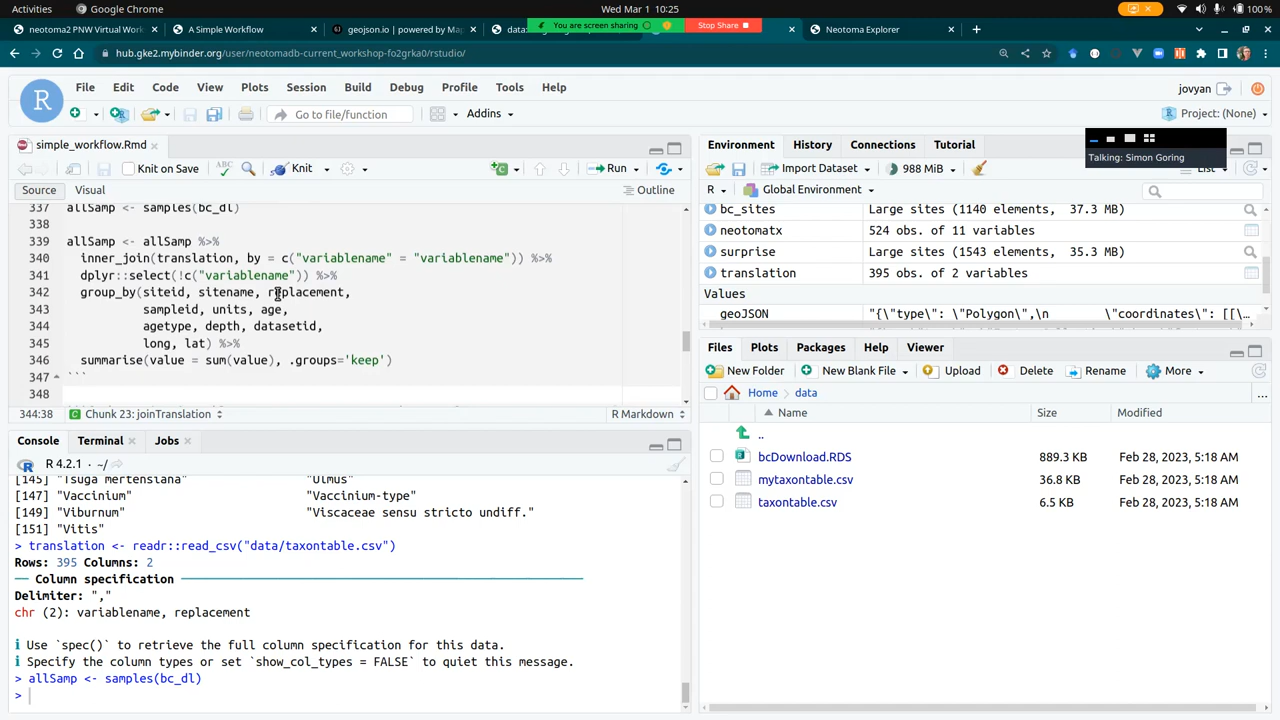 Activities Google Chrome Wed Mar 1 10:25 100 %
neotoma2 PNW Virtual Work A Simple Workflow geojson.io | powered by Ma data: Neotoma Explorer
You are screen sharing Stop Share
hub.gke2.mybinder.org/user/neotomadb-current_workshop-fo2grka0/rstudio/
File Edit Code View Plots Session Build Debug Profile Tools Help
jovyan
Go to file/function Addins
Project: (None)
Talking: Simon Goring
simple_workflow.Rmd
Knit on Save Knit Run
Source Visual Outline
337 allSamp <- samples(bc_dl)
338
339 allSamp <- allSamp %>%
340 inner_join(translation, by = c("variablename" = "variablename")) %>%
341 dplyr::select(!c("variablename")) %>%
342 group_by(siteid, sitename, replacement,
343 sampleid, units, age,
344 agetype, depth, datasetid,
345 long, lat) %>%
346 summarise(value = sum(value), .groups='keep')
347 ```
348
344:38 Chunk 23: joinTranslation R Markdown
Console Terminal Jobs
R 4.2.1 · ~/
[145] "Tsuga mertensiana" "Ulmus"
[147] "Vaccinium" "Vaccinium-type"
[149] "Viburnum" "Viscaceae sensu stricto undiff."
[151] "Vitis"
> translation <- readr::read_csv("data/taxontable.csv")
Rows: 395 Columns: 2
── Column specification ──
Delimiter: ","
chr (2): variablename, replacement
ℹ Use `spec()` to retrieve the full column specification for this data.
ℹ Specify the column types or set `show_col_types = FALSE` to quiet this message.
> allSamp <- samples(bc_dl)
>
Environment History Connections Tutorial
Import Dataset 988 MiB List
R Global Environment
bc_sites Large sites (1140 elements, 37.3 MB)
neotomatx 524 obs. of 11 variables
surprise Large sites (1543 elements, 35.3 MB)
translation 395 obs. of 2 variables
Values
geoJSON "{\"type\": \"Polygon\",\n \"coordinates\": [[\…
Files Plots Packages Help Viewer
New Folder New Blank File Upload Delete Rename More
Home data ...
Name Size Modified
..
bcDownload.RDS 889.3 KB Feb 28, 2023, 5:18 AM
mytaxontable.csv 36.8 KB Feb 28, 2023, 5:18 AM
taxontable.csv 6.5 KB Feb 28, 2023, 5:18 AM